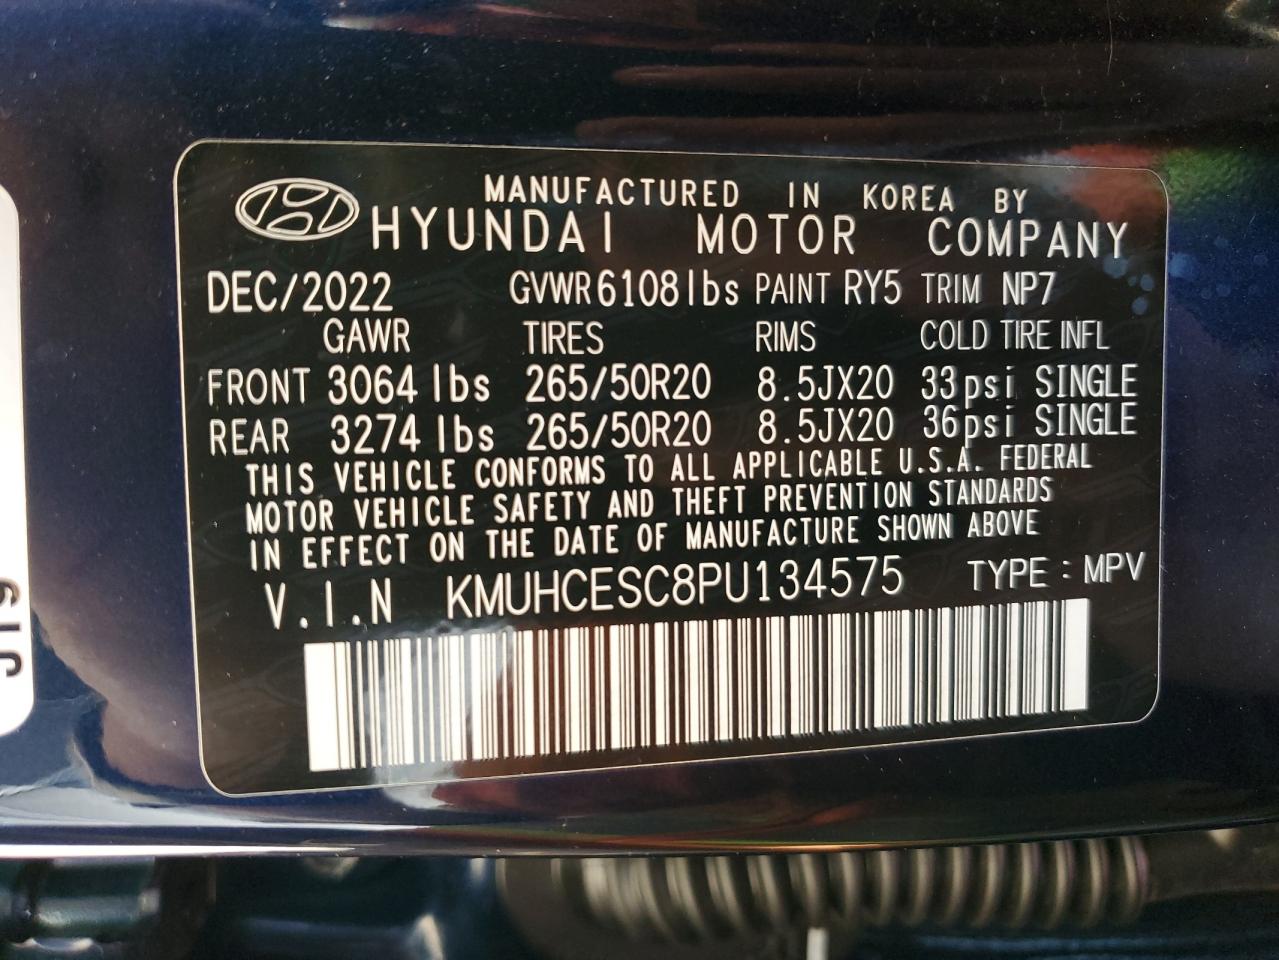 MANUFACTURED IN KOREA BY
HYUNDAI MOTOR COMPANY
DEC/2022 GVWR 6108 lbs PAINT RY5 TRIM NP7
GAWR TIRES RIMS COLD TIRE INFL
FRONT 3064 lbs 265/50R20 8.5JX20 33psi SINGLE
REAR 3274 lbs 265/50R20 8.5JX20 36psi SINGLE
THIS VEHICLE CONFORMS TO ALL APPLICABLE U.S.A. FEDERAL
MOTOR VEHICLE SAFETY AND THEFT PREVENTION STANDARDS
IN EFFECT ON THE DATE OF MANUFACTURE SHOWN ABOVE
V.I.N KMUHCESC8PU134575 TYPE : MPV